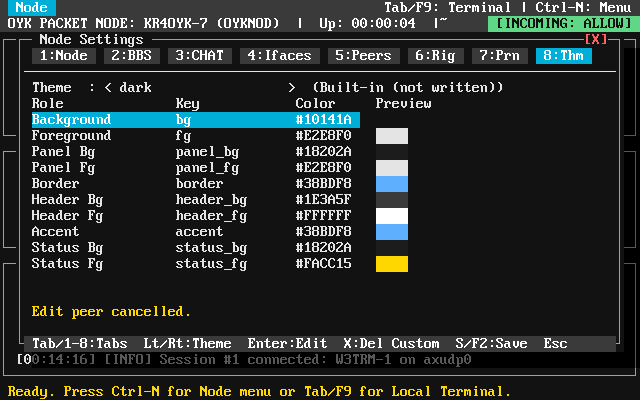 Node Tab/F9: Terminal | Ctrl-N: Menu
OYK PACKET NODE: KR4OYK-7 (OYKNOD) | Up: 00:00:04 |~ [INCOMING: ALLOW]
Node Settings [X]
1:Node 2:BBS 3:CHAT 4:Ifaces 5:Peers 6:Rig 7:Prn 8:Thm
Theme : < dark > (Built-in (not written))
Role Key Color Preview
Background bg #10141A
Foreground fg #E2E8F0
Panel Bg panel_bg #18202A
Panel Fg panel_fg #E2E8F0
Border border #38BDF8
Header Bg header_bg #1E3A5F
Header Fg header_fg #FFFFFF
Accent accent #38BDF8
Status Bg status_bg #18202A
Status Fg status_fg #FACC15
Edit peer cancelled.
Tab/1-8:Tabs Lt/Rt:Theme Enter:Edit X:Del Custom S/F2:Save Esc
[00:14:16] [INFO] Session #1 connected: W3TRM-1 on axudp0
Ready. Press Ctrl-N for Node menu or Tab/F9 for Local Terminal.